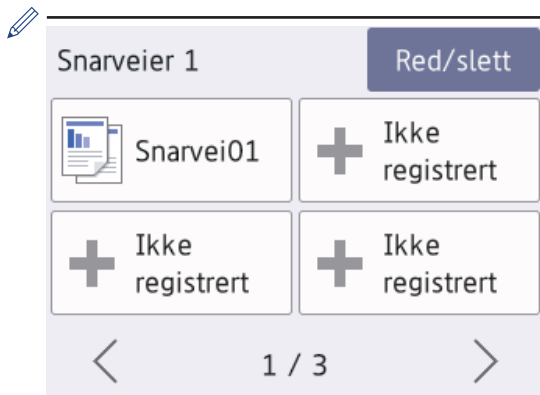 Snarveier 1
Red/slett
Snarvei01
Ikke
registrert
Ikke
registrert
Ikke
registrert
1 / 3